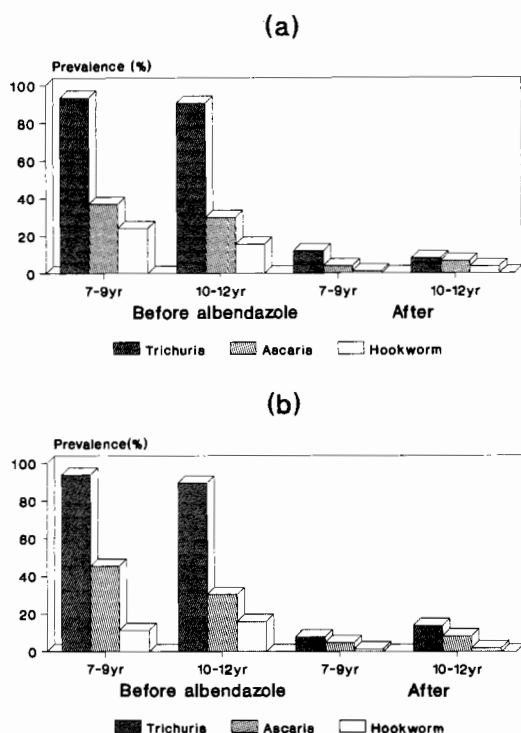 (a)
Prevalence (%)
100
80
60
40
20
0
7-9yr 10-12yr 7-9yr 10-12yr
Before albendazole After
Trichuria Ascaria Hookworm
(b)
Prevalence(%)
100
80
60
40
20
0
7-9yr 10-12yr 7-9yr 10-12yr
Before albendazole After
Trichuria Ascaria Hookworm